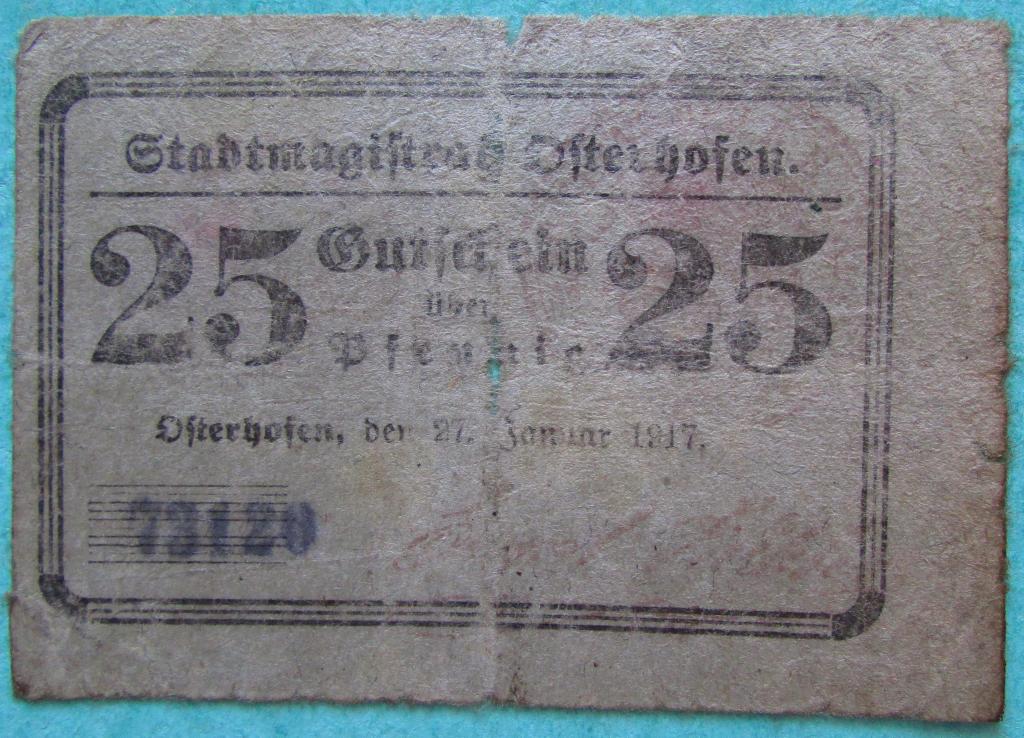 Stadtmagistrat Osterhofen.
25 Gutschein 25
über
Pfennig
Osterhofen, den 27. Januar 1917.
73120